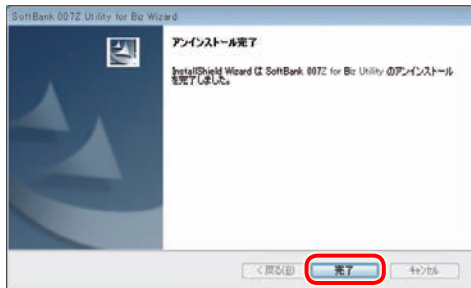 SoftBank 007Z Utility for Biz Wizard
アンインストール完了
InstallShield Wizard は SoftBank 007Z for Biz Utility のアンインストール
を完了しました。
< 戻る(B)
完了
キャンセル